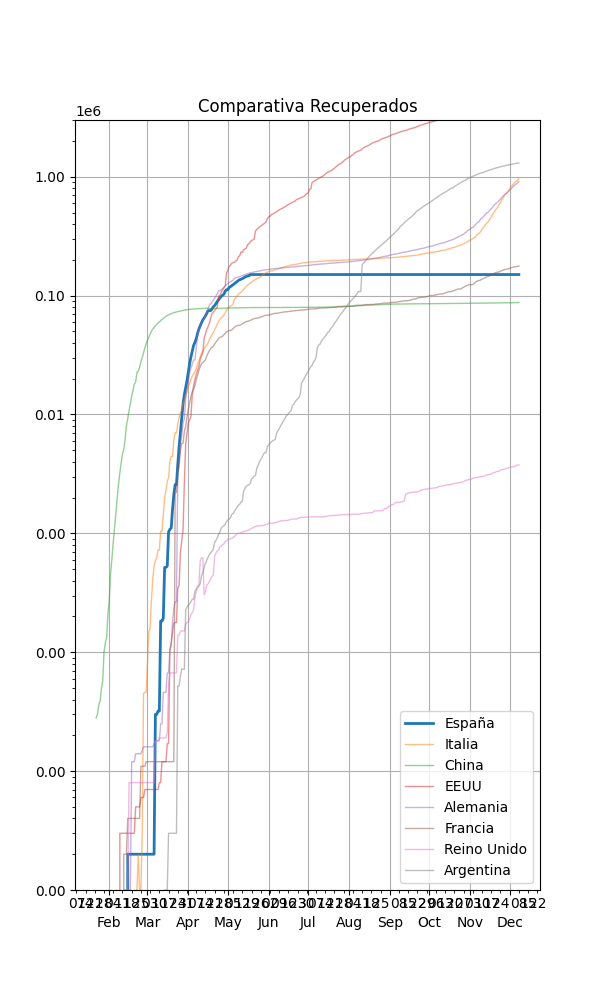 Comparativa Recuperados
1e6
1.00
0.10
0.01
0.00
0.00
0.00
0.00
Feb Mar Apr May Jun Jul Aug Sep Oct Nov Dec
España
Italia
China
EEUU
Alemania
Francia
Reino Unido
Argentina